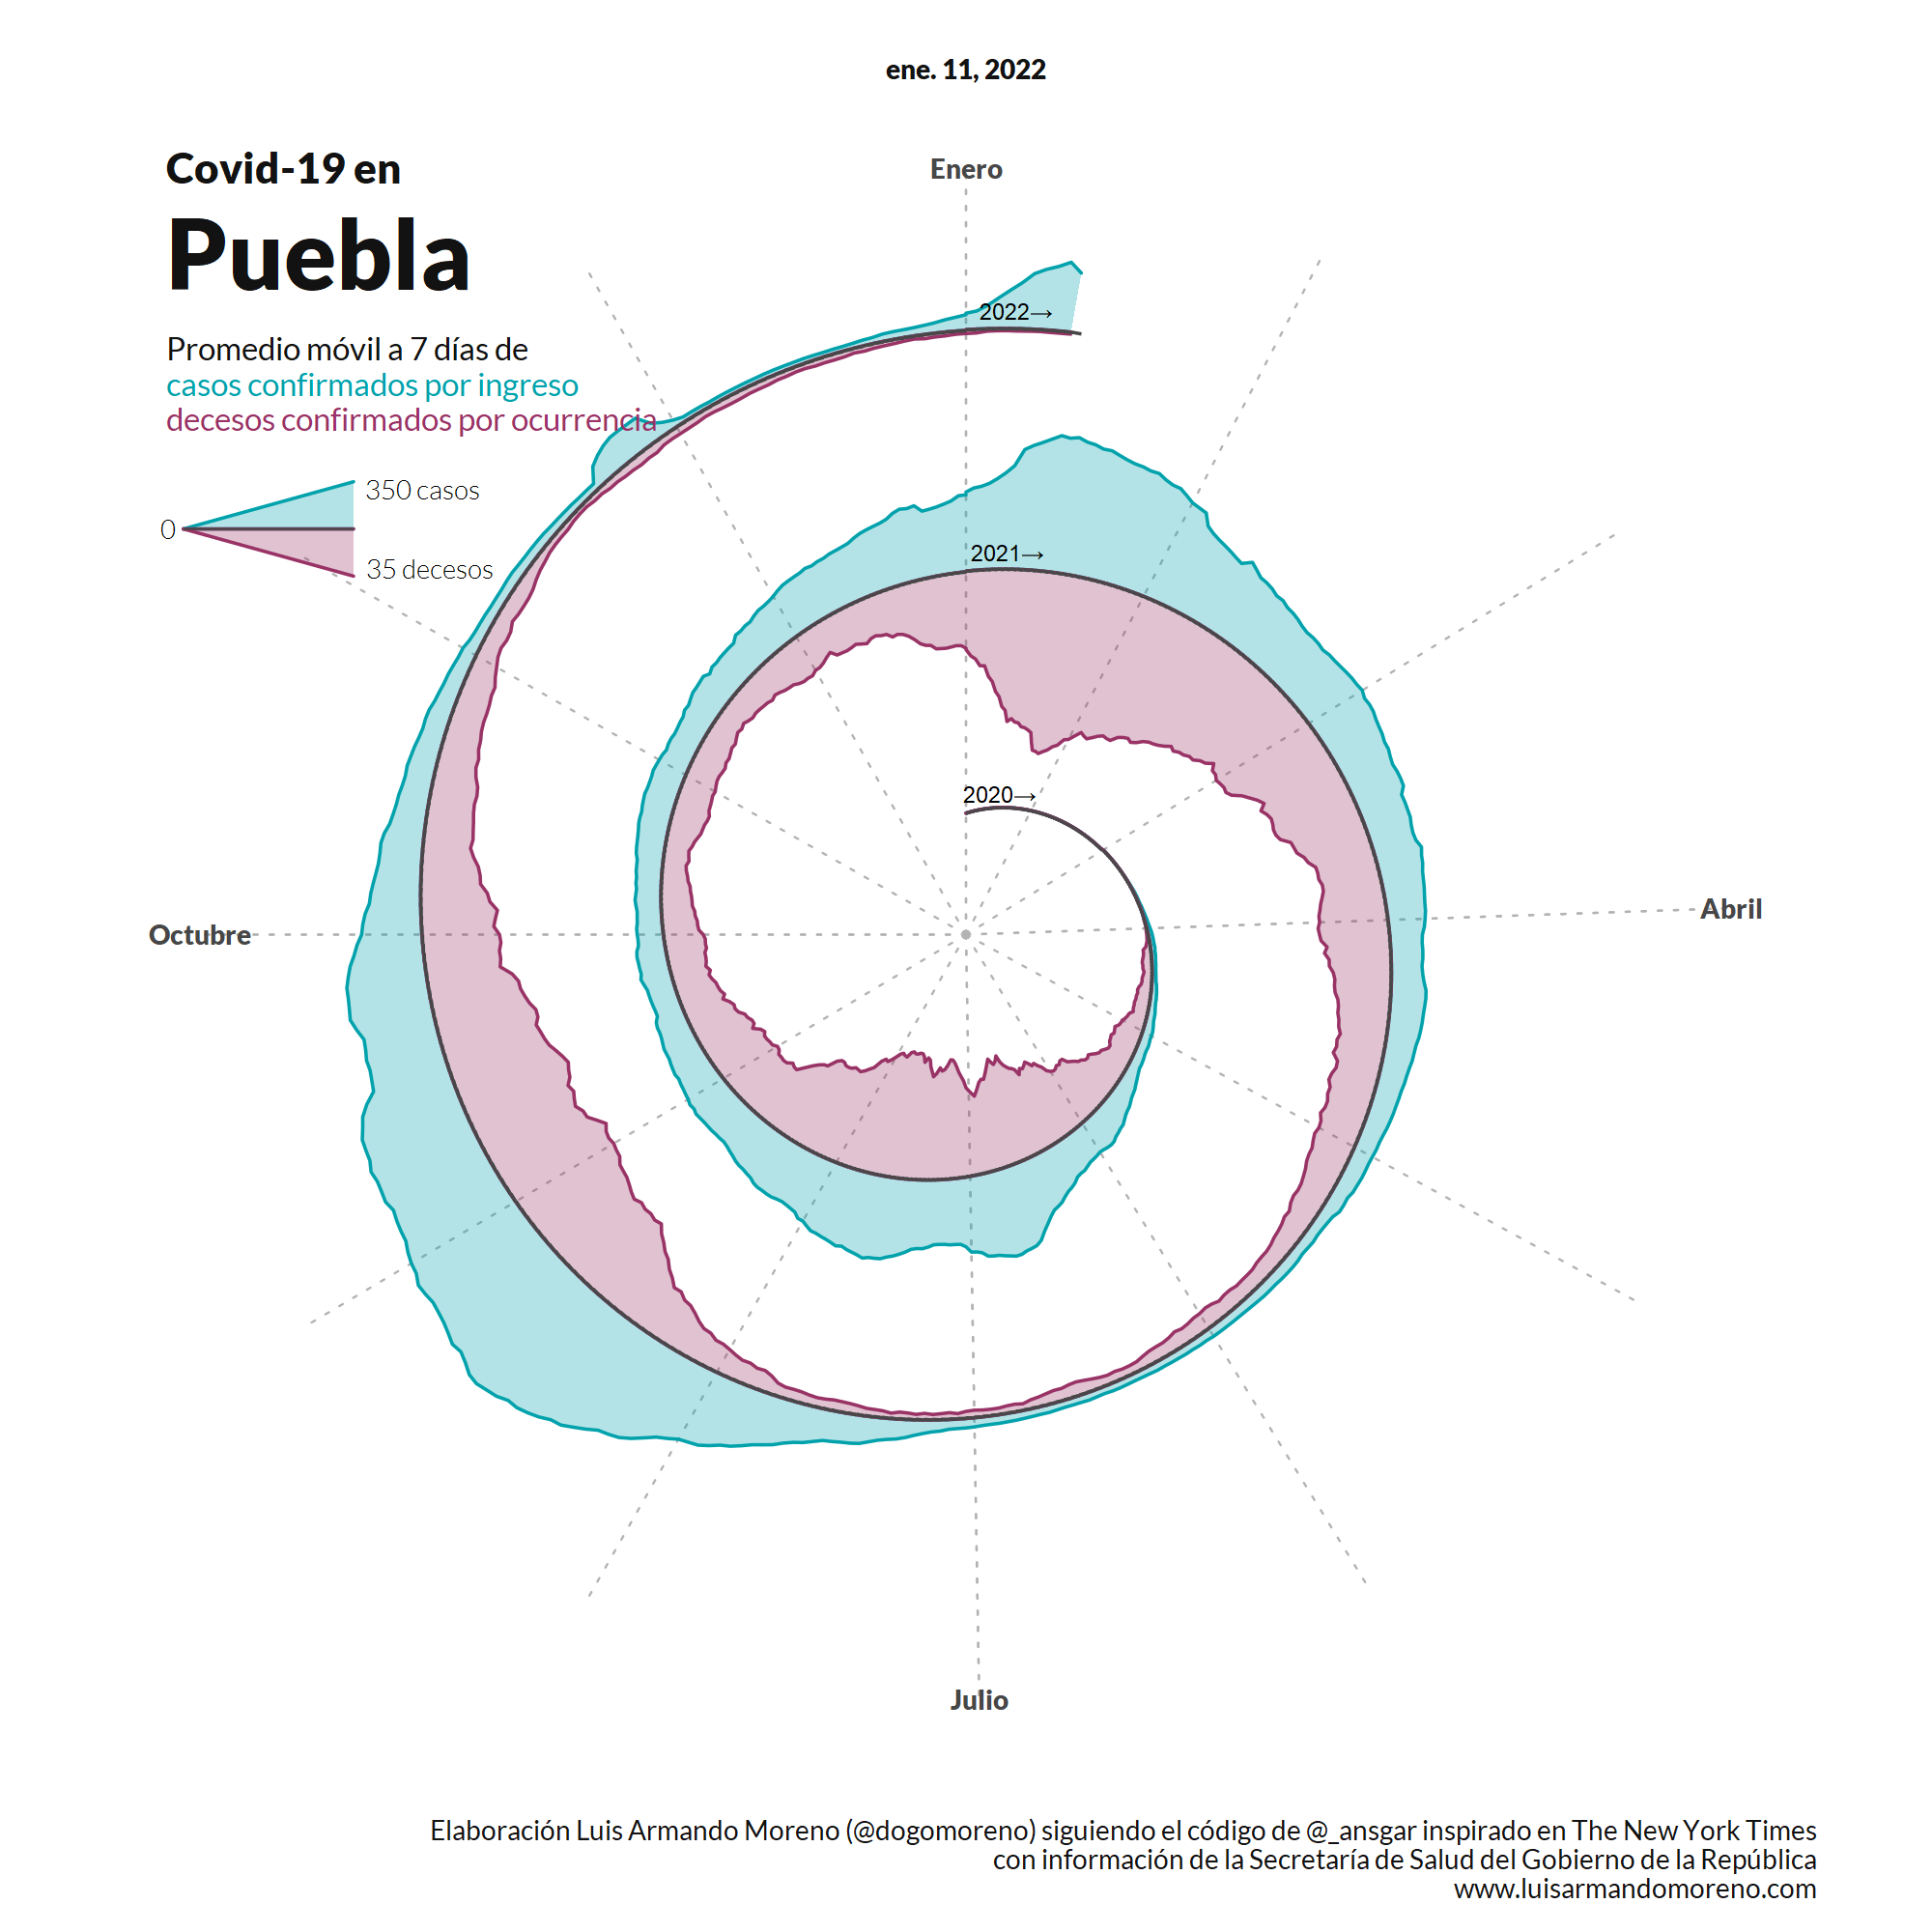 ene. 11, 2022
Covid-19 en
Puebla
Promedio móvil a 7 días de
casos confirmados por ingreso
decesos confirmados por ocurrencia
350 casos
0
35 decesos
Enero
2022→
2021→
2020→
Abril
Octubre
Julio
Elaboración Luis Armando Moreno (@dogomoreno) siguiendo el código de @_ansgar inspirado en The New York Times
con información de la Secretaría de Salud del Gobierno de la República
www.luisarmandomoreno.com